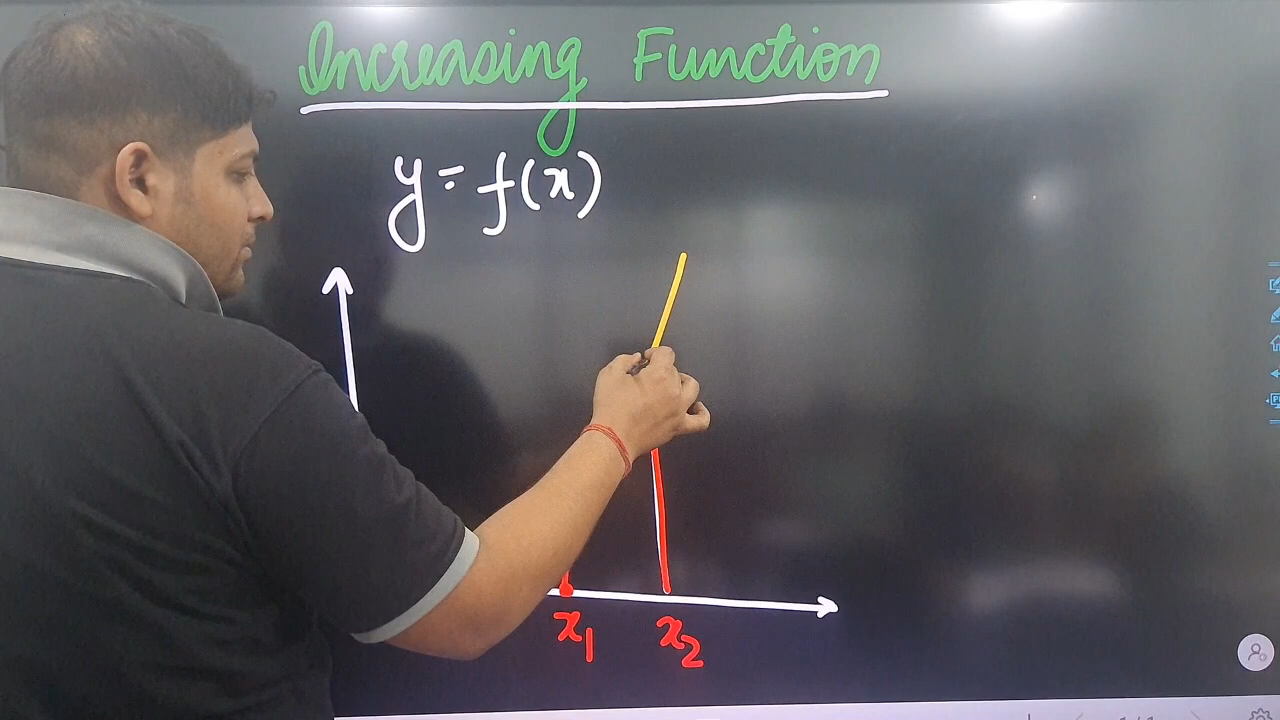 Increasing Function
y = f(x)
x₁ x₂